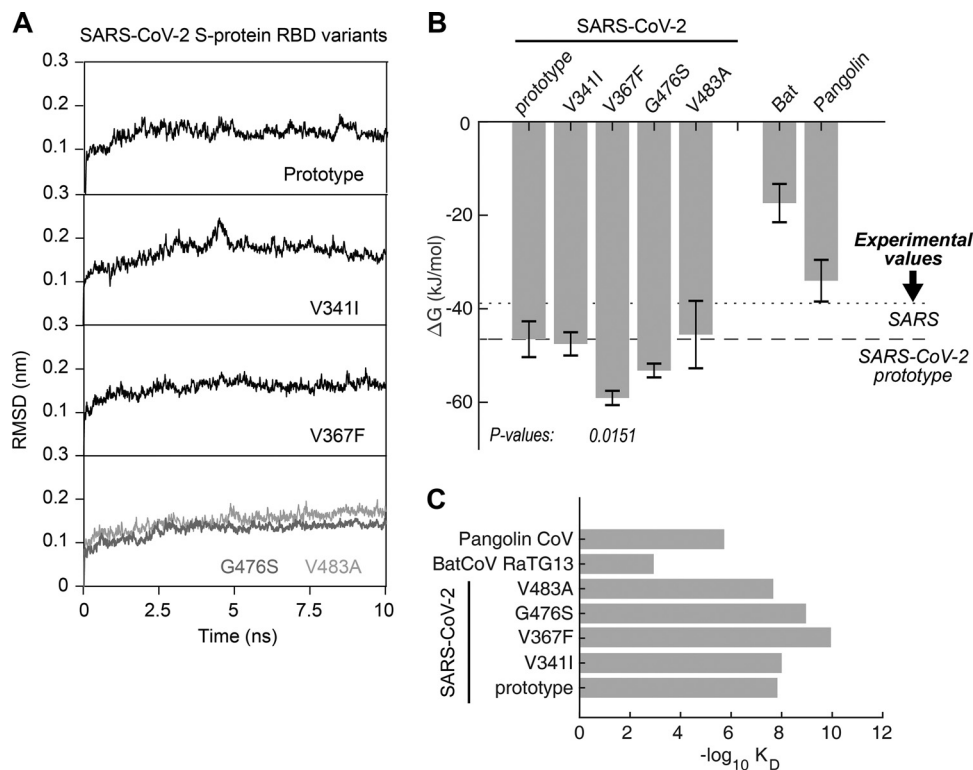 A
SARS-CoV-2 S-protein RBD variants
0.3
0.2
0.1
Prototype
0.3
0.2
0.1
V341I
0.3
0.2
0.1
V367F
0.3
0.2
0.1
0
G476S V483A
0 2.5 5 7.5 10
Time (ns)
RMSD (nm)
B
SARS-CoV-2
prototype V341I V367F G476S V483A Bat Pangolin
0
-20
-40
-60
ΔG (kJ/mol)
Experimental
values
SARS
SARS-CoV-2
prototype
P-values: 0.0151
C
Pangolin CoV
BatCoV RaTG13
V483A
G476S
V367F
V341I
prototype
SARS-CoV-2
0 2 4 6 8 10 12
-log10 KD